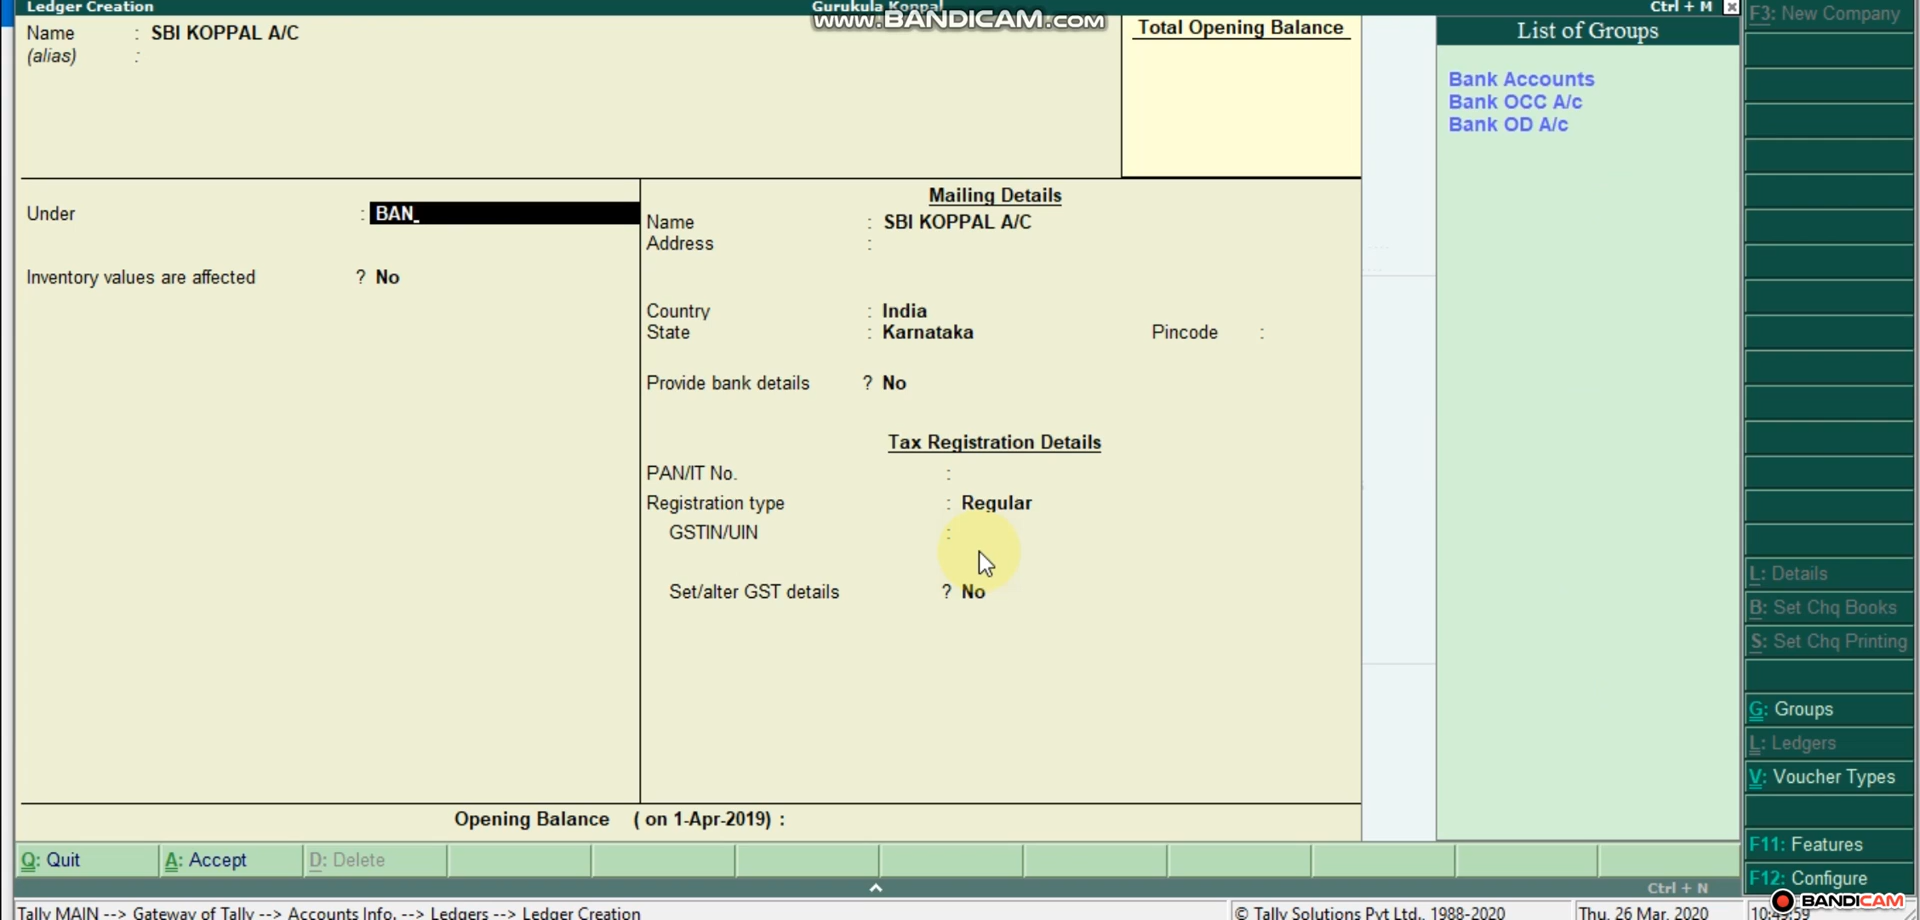 Ledger Creation
Gurukula Koppal
Ctrl + M
www.BANDICAM.com
Name : SBI KOPPAL A/C
(alias) :
Total Opening Balance
List of Groups
Bank Accounts
Bank OCC A/c
Bank OD A/c
Under : BAN_
Inventory values are affected ? No
Mailing Details
Name : SBI KOPPAL A/C
Address :
Country : India
State : Karnataka
Pincode :
Provide bank details ? No
Tax Registration Details
PAN/IT No. :
Registration type : Regular
GSTIN/UIN :
Set/alter GST details ? No
Opening Balance ( on 1-Apr-2019) :
F3: New Company
L: Details
B: Set Chq Books
S: Set Chq Printing
G: Groups
L: Ledgers
V: Voucher Types
F11: Features
F12: Configure
Q: Quit
A: Accept
D: Delete
Ctrl + N
BANDICAM
Tally MAIN --> Gateway of Tally --> Accounts Info. --> Ledgers --> Ledger Creation
© Tally Solutions Pvt Ltd., 1988-2020
Thu, 26 Mar, 2020